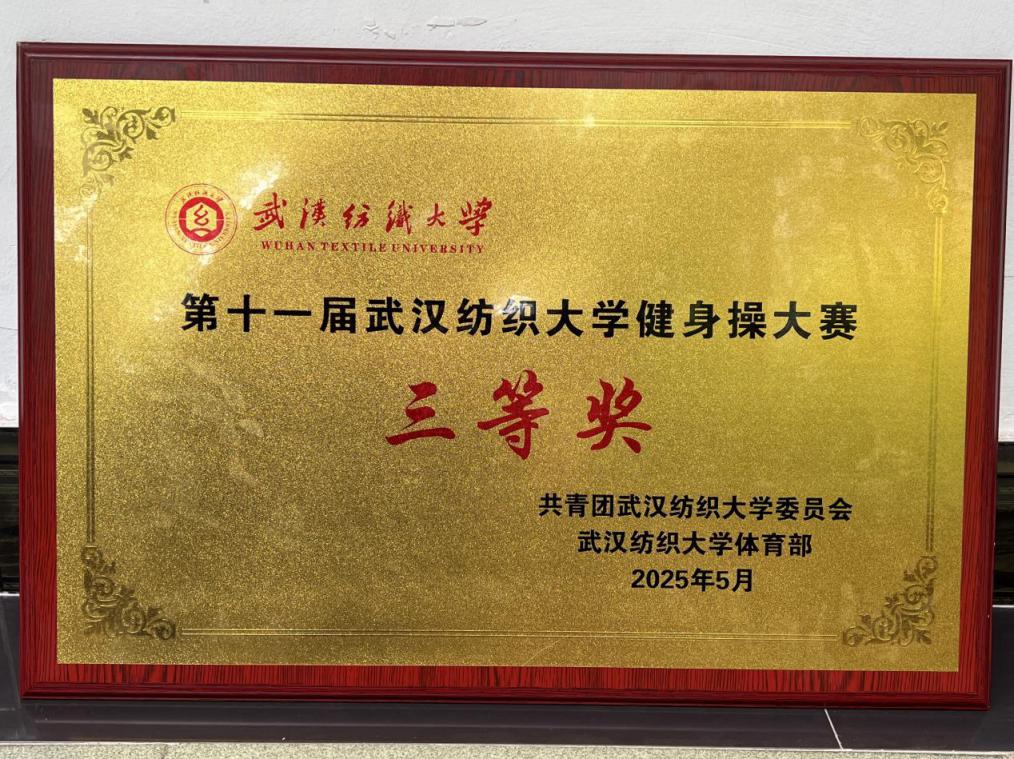 武漢紡織大學
WUHAN TEXTILE UNIVERSITY
第十一届武汉纺织大学健身操大赛
三等奖
共青团武汉纺织大学委员会
武汉纺织大学体育部
2025年5月